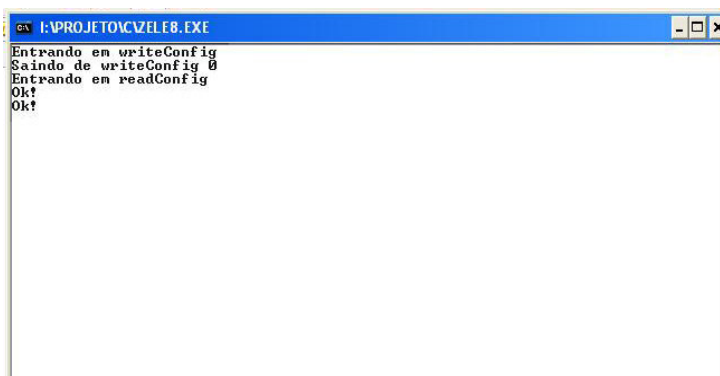 I:\PROJETO\C\ZELE8.EXE
Entrando em writeConfig
Saindo de writeConfig 0
Entrando em readConfig
Ok!
Ok!